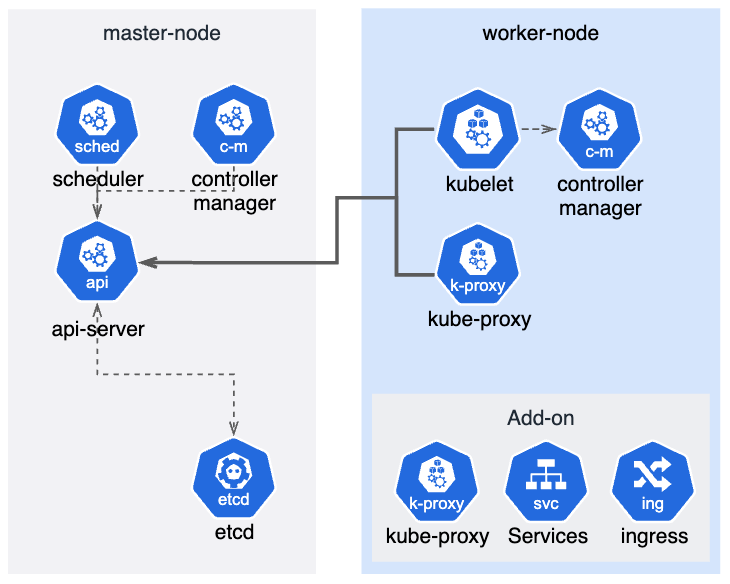 master-node
sched
scheduler
c-m
controller
manager
api
api-server
etcd
etcd
worker-node
kubelet
c-m
controller
manager
k-proxy
kube-proxy
Add-on
k-proxy
kube-proxy
svc
Services
ing
ingress